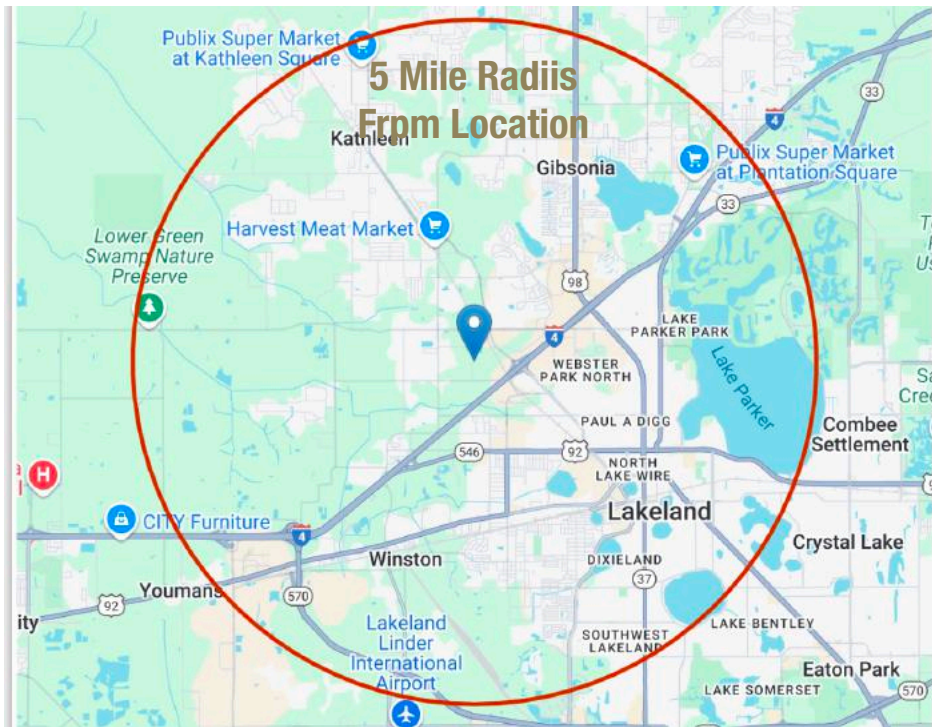 Publix Super Market
at Kathleen Square
5 Mile Radiis
Frpm Location
33
4
Kathleen
Gibsonia
Publix Super Market
at Plantation Square
33
Harvest Meat Market
Lower Green
Swamp Nature
Preserve
98
LAKE
PARKER PARK
4
WEBSTER
PARK NORTH
Lake Parker
PAUL A DIGG
Combee
Settlement
546
92
NORTH
LAKE WIRE
H
CITY Furniture
4
Lakeland
Crystal Lake
Winston
DIXIELAND
37
Youmans
570
92
ity
Lakeland
Linder
International
Airport
LAKE BENTLEY
SOUTHWEST
LAKELAND
Eaton Park
LAKE SOMERSET
570